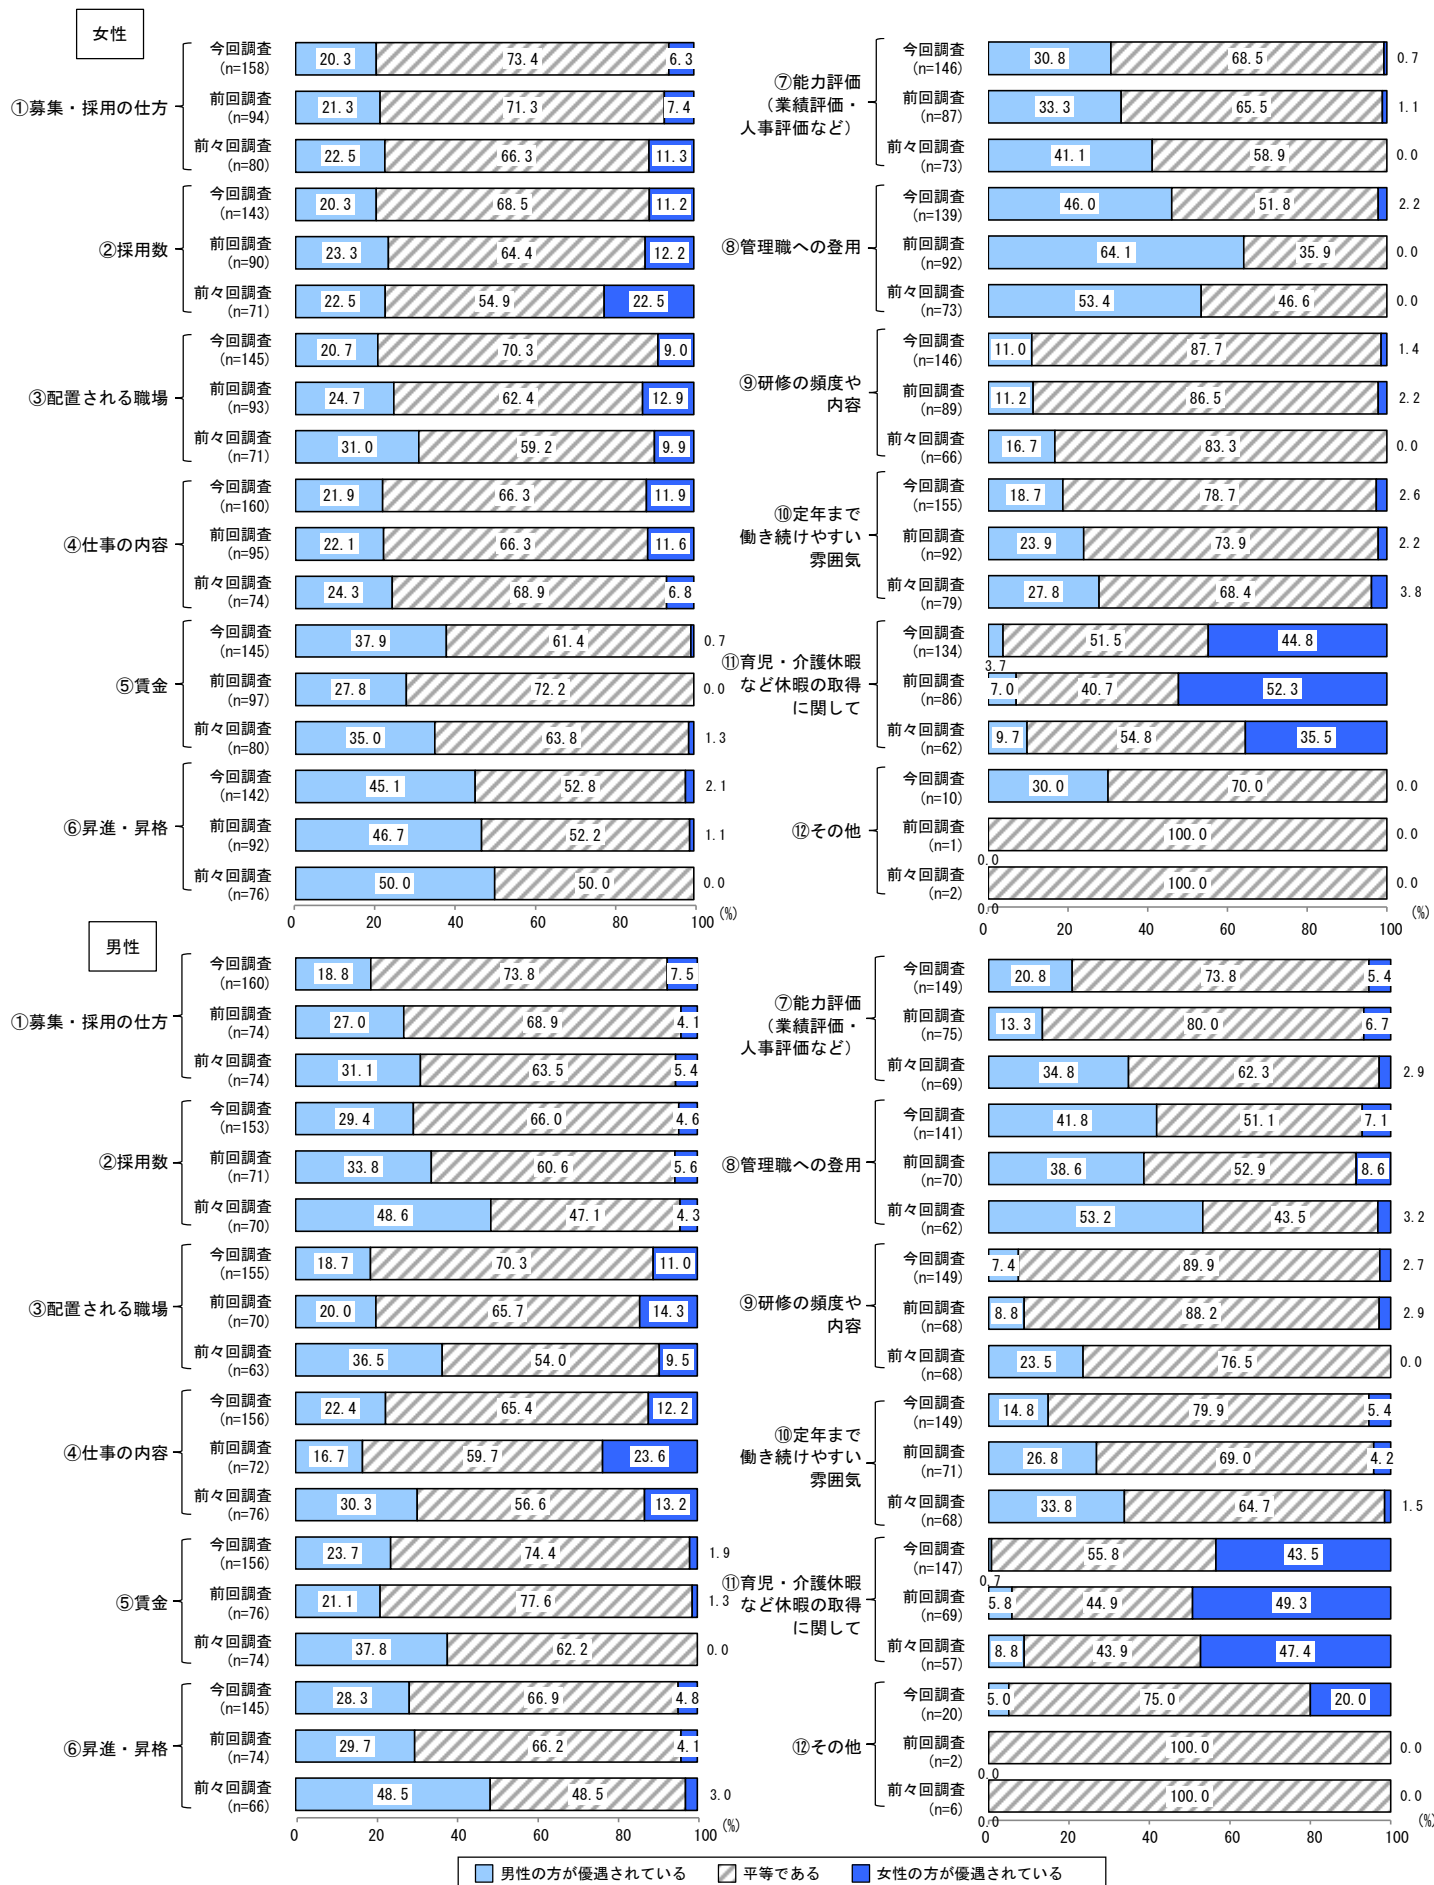 女性
①募集・採用の仕方
今回調査
(n=158)
20.3 73.4 6.3
前回調査
(n=94)
21.3 71.3 7.4
前々回調査
(n=80)
22.5 66.3 11.3
②採用数
今回調査
(n=143)
20.3 68.5 11.2
前回調査
(n=90)
23.3 64.4 12.2
前々回調査
(n=71)
22.5 54.9 22.5
③配置される職場
今回調査
(n=145)
20.7 70.3 9.0
前回調査
(n=93)
24.7 62.4 12.9
前々回調査
(n=71)
31.0 59.2 9.9
④仕事の内容
今回調査
(n=160)
21.9 66.3 11.9
前回調査
(n=95)
22.1 66.3 11.6
前々回調査
(n=74)
24.3 68.9 6.8
⑤賃金
今回調査
(n=145)
37.9 61.4 0.7
前回調査
(n=97)
27.8 72.2 0.0
前々回調査
(n=80)
35.0 63.8 1.3
⑥昇進・昇格
今回調査
(n=142)
45.1 52.8 2.1
前回調査
(n=92)
46.7 52.2 1.1
前々回調査
(n=76)
50.0 50.0 0.0
0 20 40 60 80 100 (%)
⑦能力評価
（業績評価・
人事評価など）
今回調査
(n=146)
30.8 68.5 0.7
前回調査
(n=87)
33.3 65.5 1.1
前々回調査
(n=73)
41.1 58.9 0.0
⑧管理職への登用
今回調査
(n=139)
46.0 51.8 2.2
前回調査
(n=92)
64.1 35.9 0.0
前々回調査
(n=73)
53.4 46.6 0.0
⑨研修の頻度や
内容
今回調査
(n=146)
11.0 87.7 1.4
前回調査
(n=89)
11.2 86.5 2.2
前々回調査
(n=66)
16.7 83.3 0.0
⑩定年まで
働き続けやすい
雰囲気
今回調査
(n=155)
18.7 78.7 2.6
前回調査
(n=92)
23.9 73.9 2.2
前々回調査
(n=79)
27.8 68.4 3.8
⑪育児・介護休暇
など休暇の取得
に関して
今回調査
(n=134)
3.7 51.5 44.8
前回調査
(n=86)
7.0 40.7 52.3
前々回調査
(n=62)
9.7 54.8 35.5
⑫その他
今回調査
(n=10)
30.0 70.0 0.0
前回調査
(n=1)
0.0 100.0 0.0
前々回調査
(n=2)
0.0 100.0 0.0
0 20 40 60 80 100 (%)
男性
①募集・採用の仕方
今回調査
(n=160)
18.8 73.8 7.5
前回調査
(n=74)
27.0 68.9 4.1
前々回調査
(n=74)
31.1 63.5 5.4
②採用数
今回調査
(n=153)
29.4 66.0 4.6
前回調査
(n=71)
33.8 60.6 5.6
前々回調査
(n=70)
48.6 47.1 4.3
③配置される職場
今回調査
(n=155)
18.7 70.3 11.0
前回調査
(n=70)
20.0 65.7 14.3
前々回調査
(n=63)
36.5 54.0 9.5
④仕事の内容
今回調査
(n=156)
22.4 65.4 12.2
前回調査
(n=72)
16.7 59.7 23.6
前々回調査
(n=76)
30.3 56.6 13.2
⑤賃金
今回調査
(n=156)
23.7 74.4 1.9
前回調査
(n=76)
21.1 77.6 1.3
前々回調査
(n=74)
37.8 62.2 0.0
⑥昇進・昇格
今回調査
(n=145)
28.3 66.9 4.8
前回調査
(n=74)
29.7 66.2 4.1
前々回調査
(n=66)
48.5 48.5 3.0
0 20 40 60 80 100 (%)
⑦能力評価
（業績評価・
人事評価など）
今回調査
(n=149)
20.8 73.8 5.4
前回調査
(n=75)
13.3 80.0 6.7
前々回調査
(n=69)
34.8 62.3 2.9
⑧管理職への登用
今回調査
(n=141)
41.8 51.1 7.1
前回調査
(n=70)
38.6 52.9 8.6
前々回調査
(n=62)
53.2 43.5 3.2
⑨研修の頻度や
内容
今回調査
(n=149)
7.4 89.9 2.7
前回調査
(n=68)
8.8 88.2 2.9
前々回調査
(n=68)
23.5 76.5 0.0
⑩定年まで
働き続けやすい
雰囲気
今回調査
(n=149)
14.8 79.9 5.4
前回調査
(n=71)
26.8 69.0 4.2
前々回調査
(n=68)
33.8 64.7 1.5
⑪育児・介護休暇
など休暇の取得
に関して
今回調査
(n=147)
0.7 55.8 43.5
前回調査
(n=69)
5.8 44.9 49.3
前々回調査
(n=57)
8.8 43.9 47.4
⑫その他
今回調査
(n=20)
5.0 75.0 20.0
前回調査
(n=2)
0.0 100.0 0.0
前々回調査
(n=6)
0.0 100.0 0.0
0 20 40 60 80 100 (%)
男性の方が優遇されている 平等である 女性の方が優遇されている